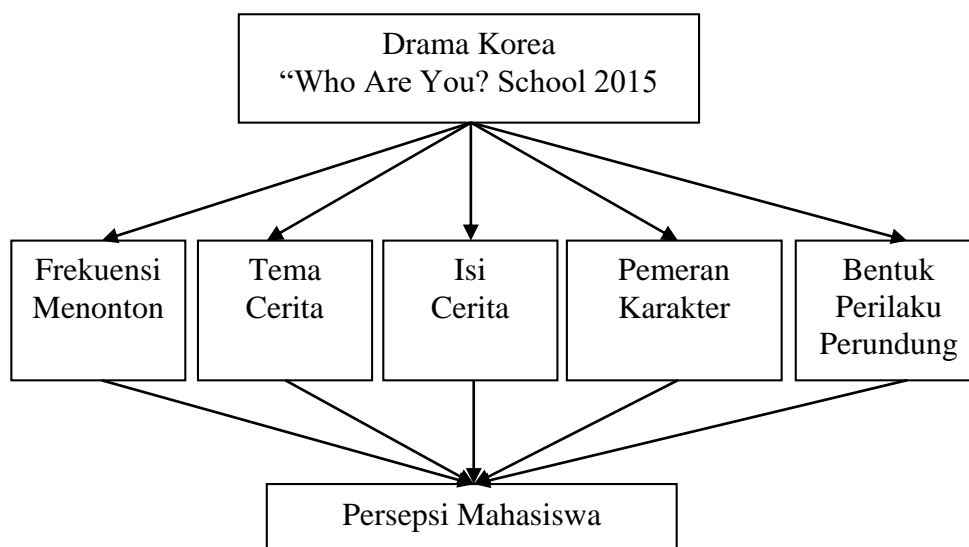 Drama Korea
“Who Are You? School 2015
Frekuensi
Menonton
Tema
Cerita
Isi
Cerita
Pemeran
Karakter
Bentuk
Perilaku
Perundung
Persepsi Mahasiswa